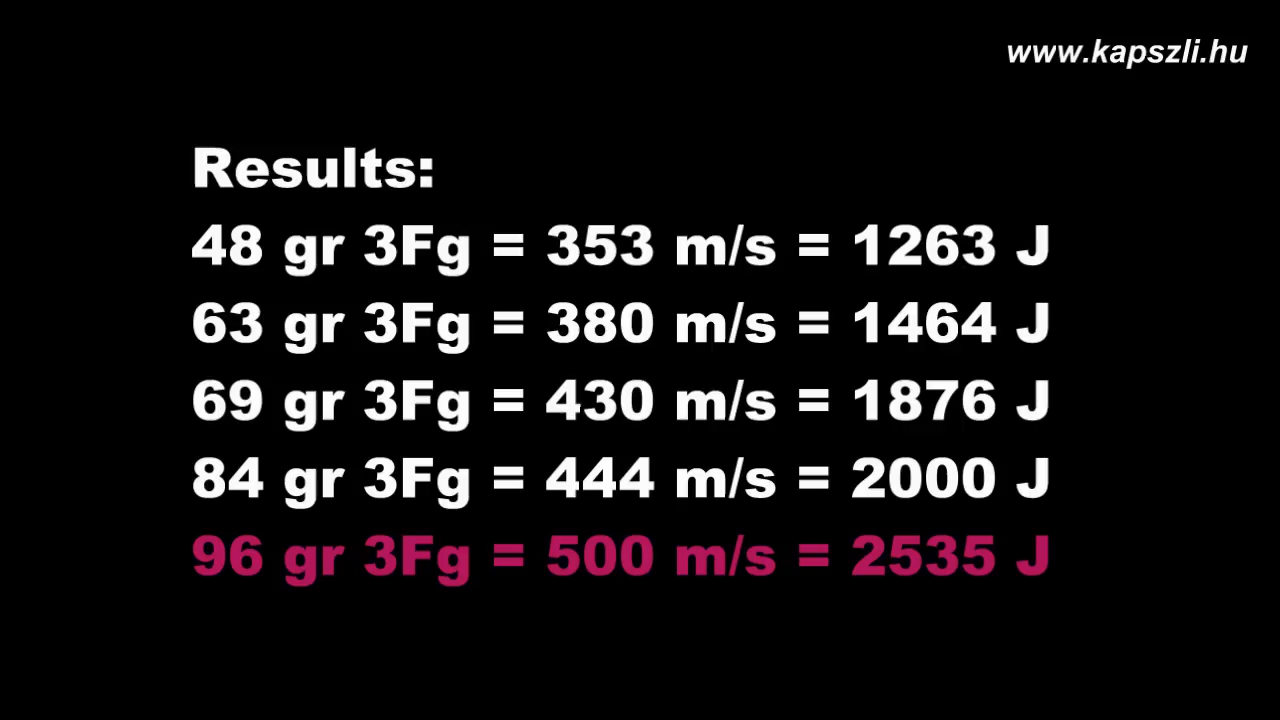 www.kapszli.hu
Results:
48 gr 3Fg = 353 m/s = 1263 J
63 gr 3Fg = 380 m/s = 1464 J
69 gr 3Fg = 430 m/s = 1876 J
84 gr 3Fg = 444 m/s = 2000 J
96 gr 3Fg = 500 m/s = 2535 J